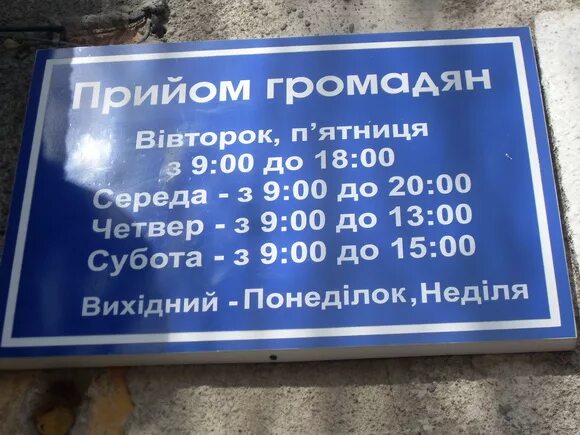 Прийом громадян
Вівторок, п'ятниця
з 9:00 до 18:00
Середа - з 9:00 до 20:00
Четвер - з 9:00 до 13:00
Субота - з 9:00 до 15:00
Вихідний - Понеділок, Неділя